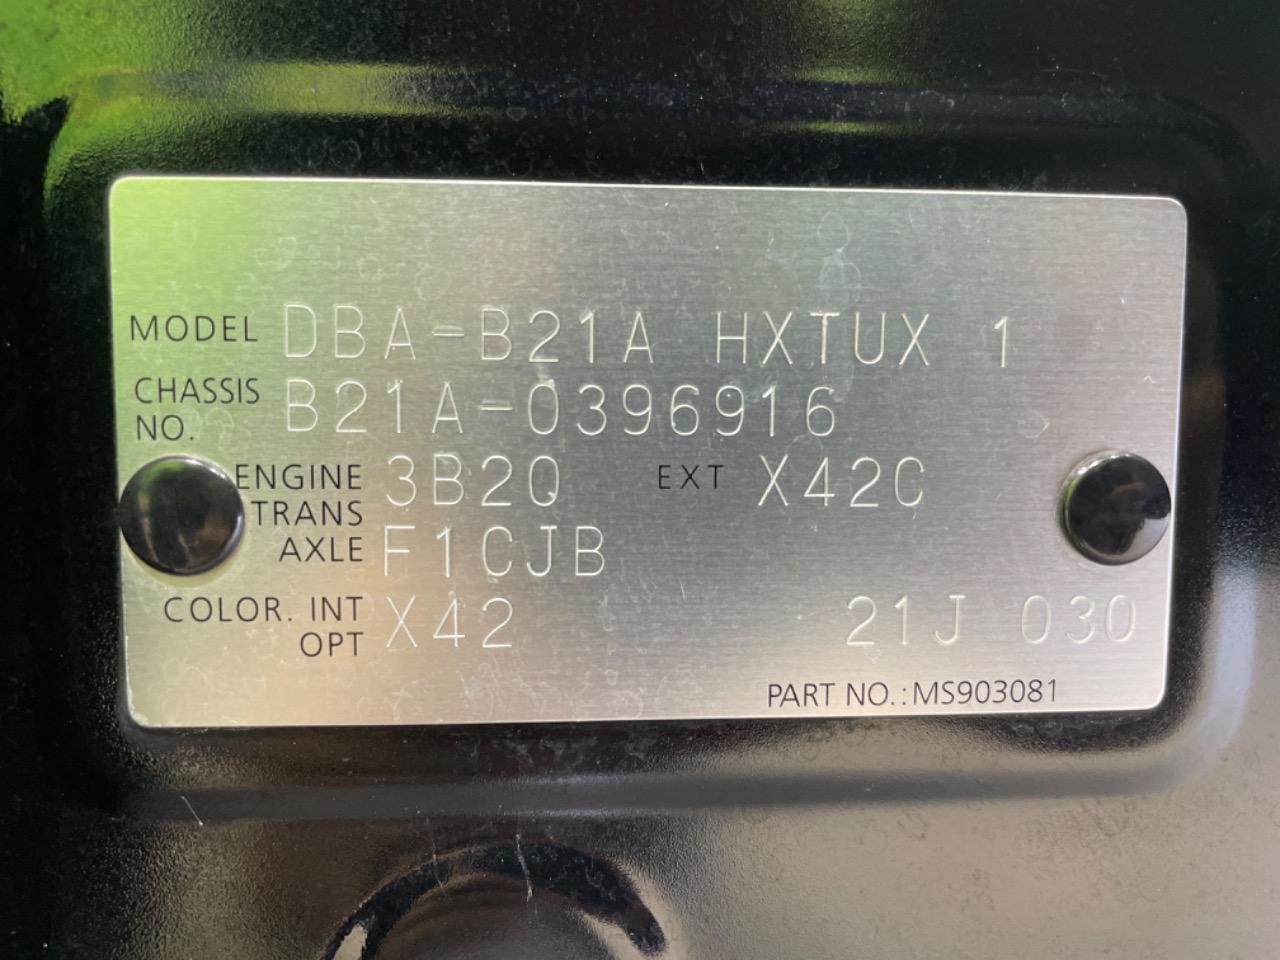 MODEL DBA-B21A HXTUX 1
CHASSIS NO. B21A-0396916
ENGINE 3B20 EXT X42C
TRANS AXLE F1CJB
COLOR. INT OPT X42 21J 030
PART NO.: MS903081